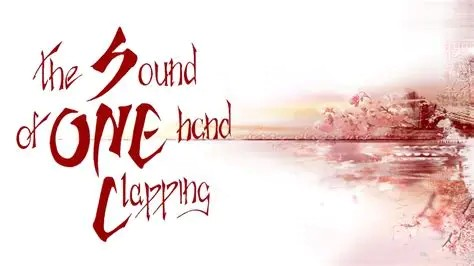 the Sound
of ONE hand
Clapping